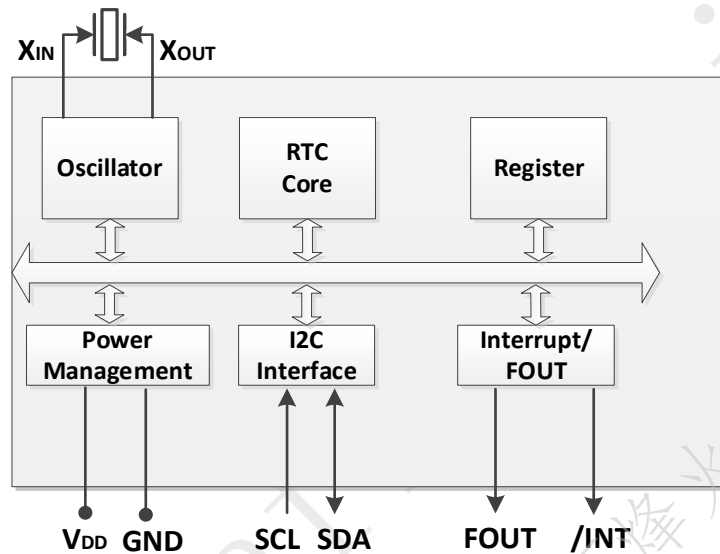 XIN XOUT
Oscillator
RTC
Core
Register
Power
Management
I2C
Interface
Interrupt/
FOUT
VDD GND SCL SDA FOUT /INT